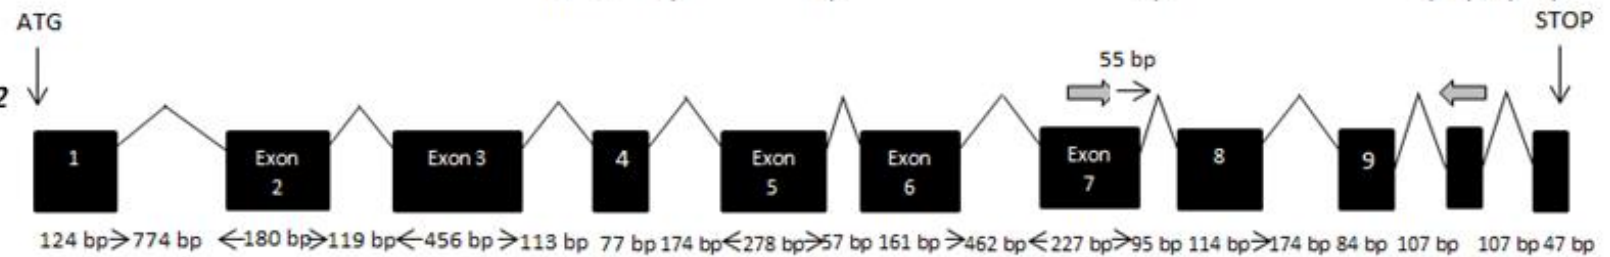 ATG
STOP
55 bp
2
1
Exon 2
Exon 3
4
Exon 5
Exon 6
Exon 7
8
9
124 bp 774 bp 180 bp 119 bp 456 bp 113 bp 77 bp 174 bp 278 bp 57 bp 161 bp 462 bp 227 bp 95 bp 114 bp 174 bp 84 bp 107 bp 107 bp 47 bp